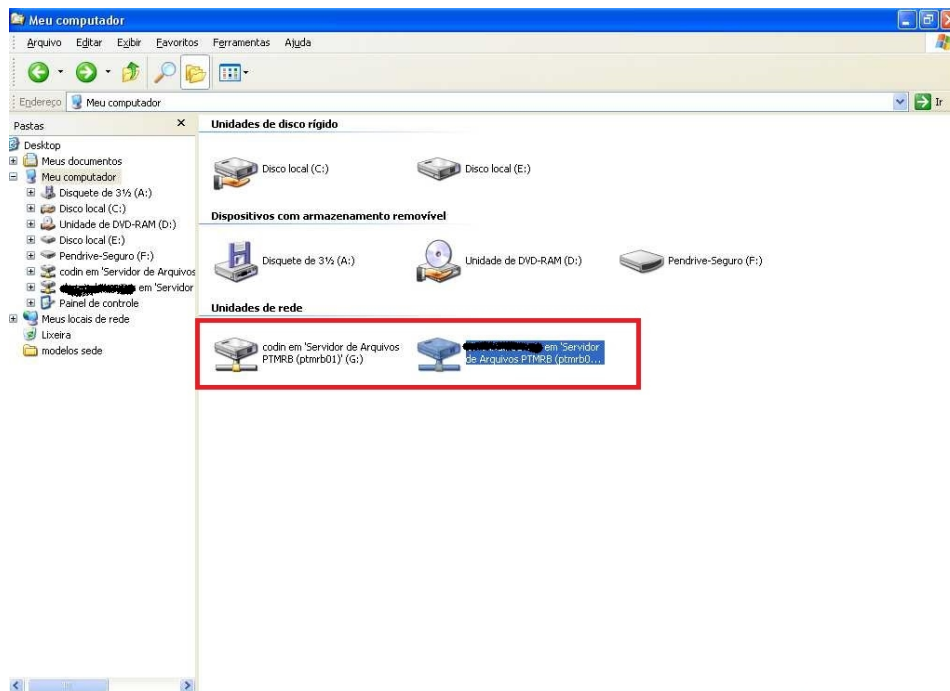 Meu computador
Arquivo Editar Exibir Favoritos Ferramentas Ajuda
Endereço Meu computador Ir
Pastas
Desktop
Meus documentos
Meu computador
Disquete de 3½ (A:)
Disco local (C:)
Unidade de DVD-RAM (D:)
Disco local (E:)
Pendrive-Seguro (F:)
codin em 'Servidor de Arquivos
em 'Servidor
Painel de controle
Meus locais de rede
Lixeira
modelos sede
Unidades de disco rígido
Disco local (C:)
Disco local (E:)
Dispositivos com armazenamento removível
Disquete de 3½ (A:)
Unidade de DVD-RAM (D:)
Pendrive-Seguro (F:)
Unidades de rede
codin em 'Servidor de Arquivos
PTMRB (ptmrb01)' (G:)
em 'Servidor
de Arquivos PTMRB (ptmrb0...